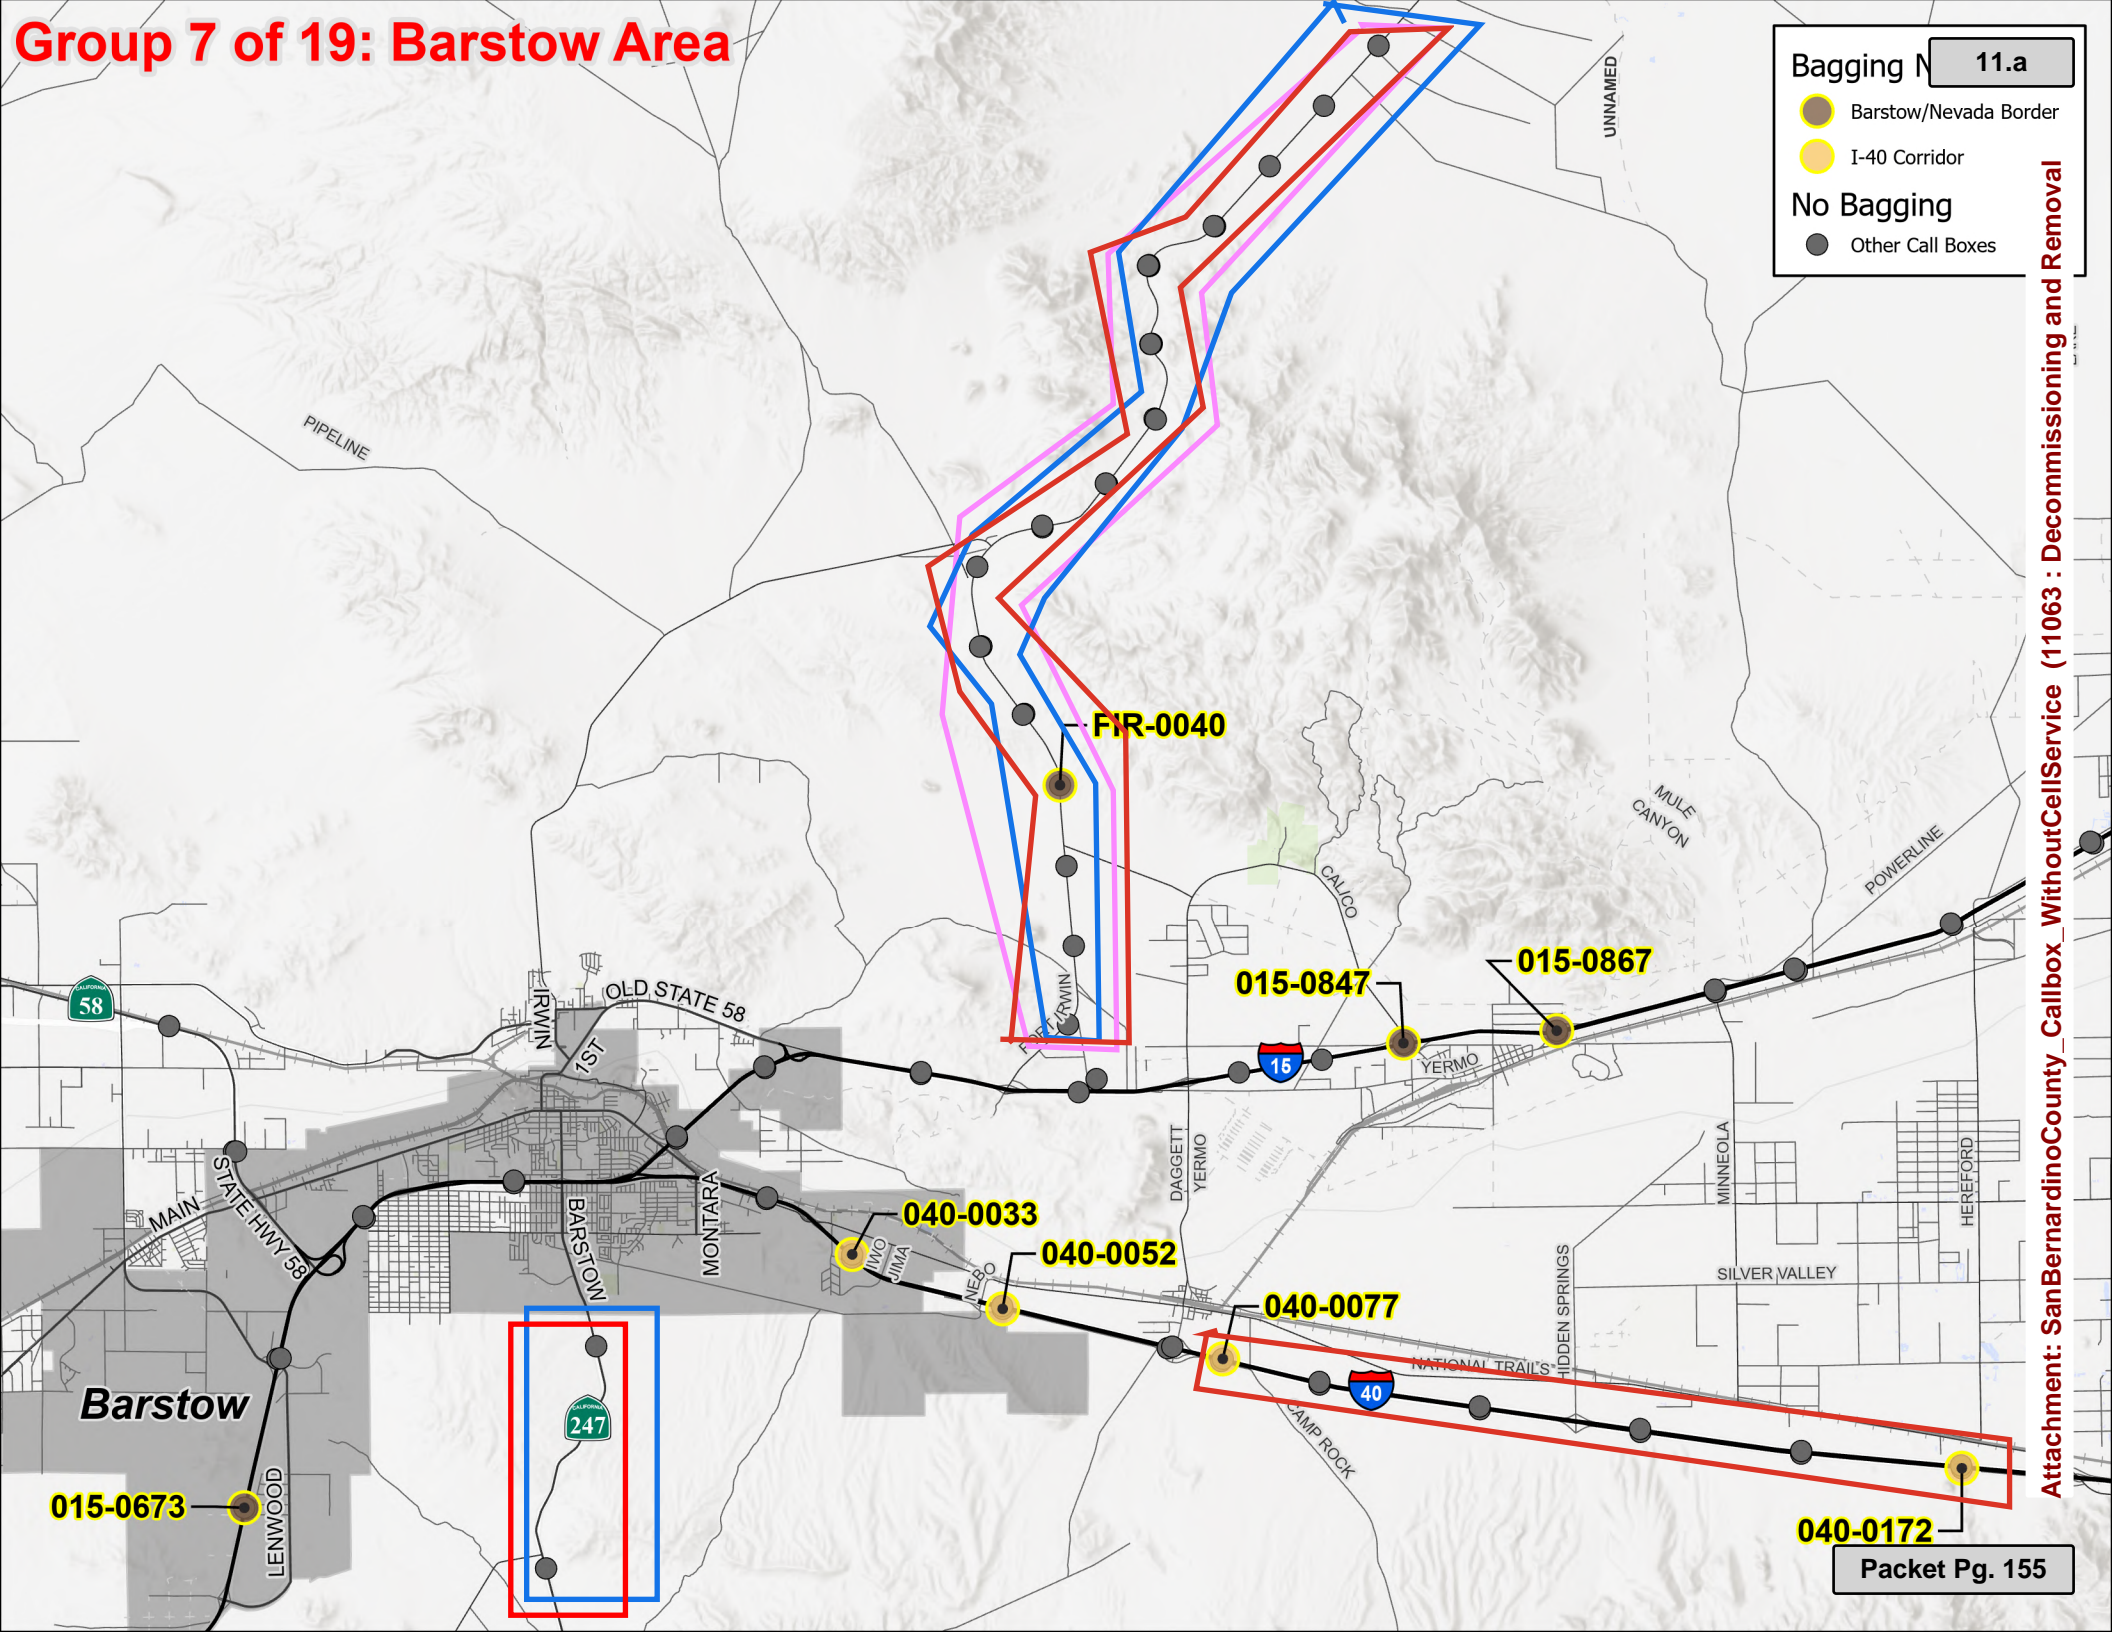 Group 7 of 19: Barstow Area
Bagging N
11.a
Barstow/Nevada Border
I-40 Corridor
No Bagging
Other Call Boxes
UNNAMED
Attachment: SanBernardinoCounty_Callbox_WithoutCellService (11063 : Decommissioning and Removal
PIPELINE
FIR-0040
MULE
CANYON
POWERLINE
CALICO
015-0867
015-0847
CALIFORNIA
58
IRWIN
OLD STATE 58
1ST
15
YERMO
DAGGETT
YERMO
MINNEOLA
HEREFORD
MAIN
STATE HWY 58
BARSTOW
MONTARA
040-0033
IWO
JIMA
040-0052
NEBO
HIDDEN SPRINGS
SILVER VALLEY
040-0077
NATIONAL TRAILS
40
CAMP ROCK
Barstow
CALIFORNIA
247
015-0673
LENWOOD
040-0172
Packet Pg. 155